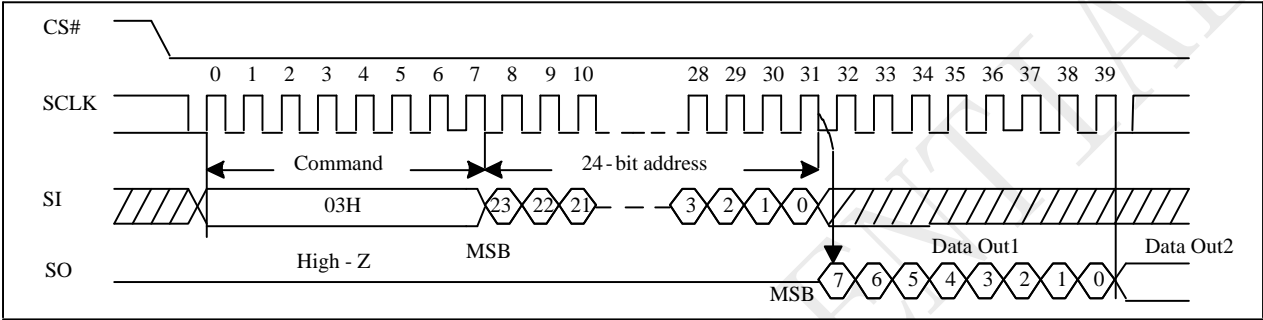 CS#
0 1 2 3 4 5 6 7 8 9 10 28 29 30 31 32 33 34 35 36 37 38 39
SCLK
Command 24-bit address
SI 03H 23 22 21 3 2 1 0
MSB Data Out1 Data Out2
SO High - Z
MSB 7 6 5 4 3 2 1 0